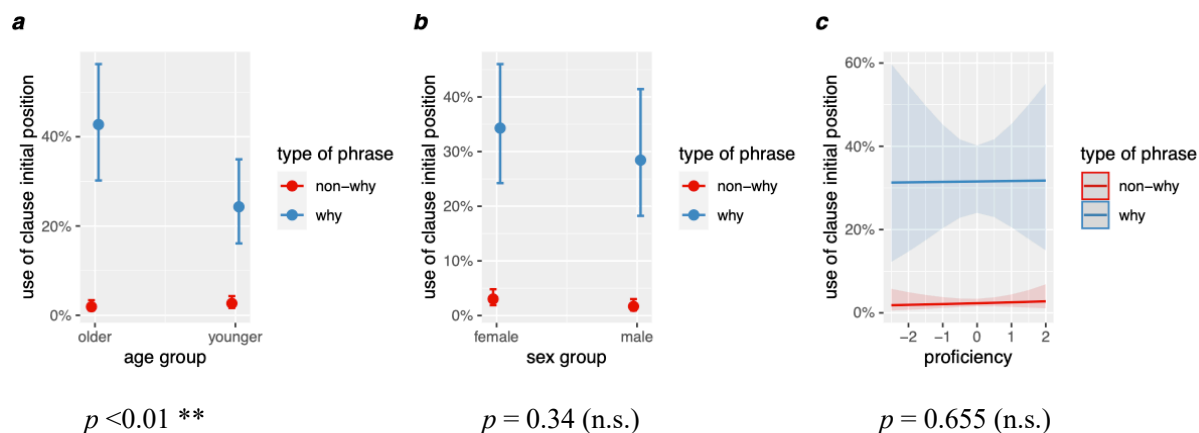 a
use of clause initial position
40%
20%
0%
older
younger
age group
type of phrase
non−why
why
p <0.01 **
b
use of clause initial position
40%
30%
20%
10%
0%
female
male
sex group
type of phrase
non−why
why
p = 0.34 (n.s.)
c
use of clause initial position
60%
40%
20%
0%
−2 −1 0 1 2
proficiency
type of phrase
non−why
why
p = 0.655 (n.s.)